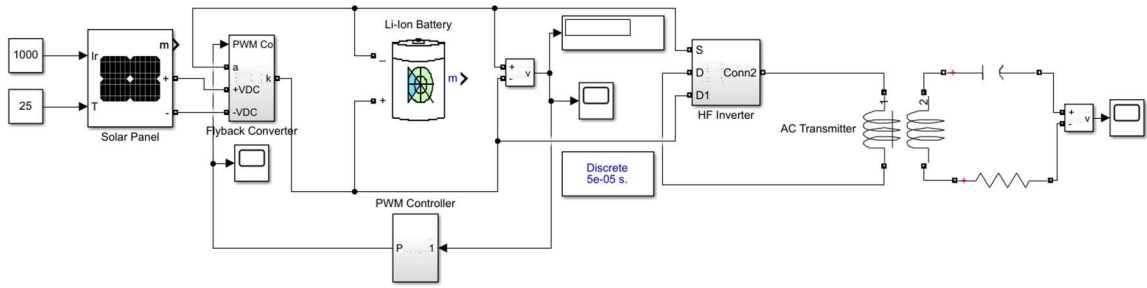 1000
25
Ir
T
m
+
-
Solar Panel
PWM Co
a
+VDC
-VDC
k
Flyback Converter
Li-Ion Battery
–
+
m
+
-
v
S
D
D1
Conn2
HF Inverter
Discrete
5e-05 s.
AC Transmitter
1
2
+
+
+
-
v
PWM Controller
P
1